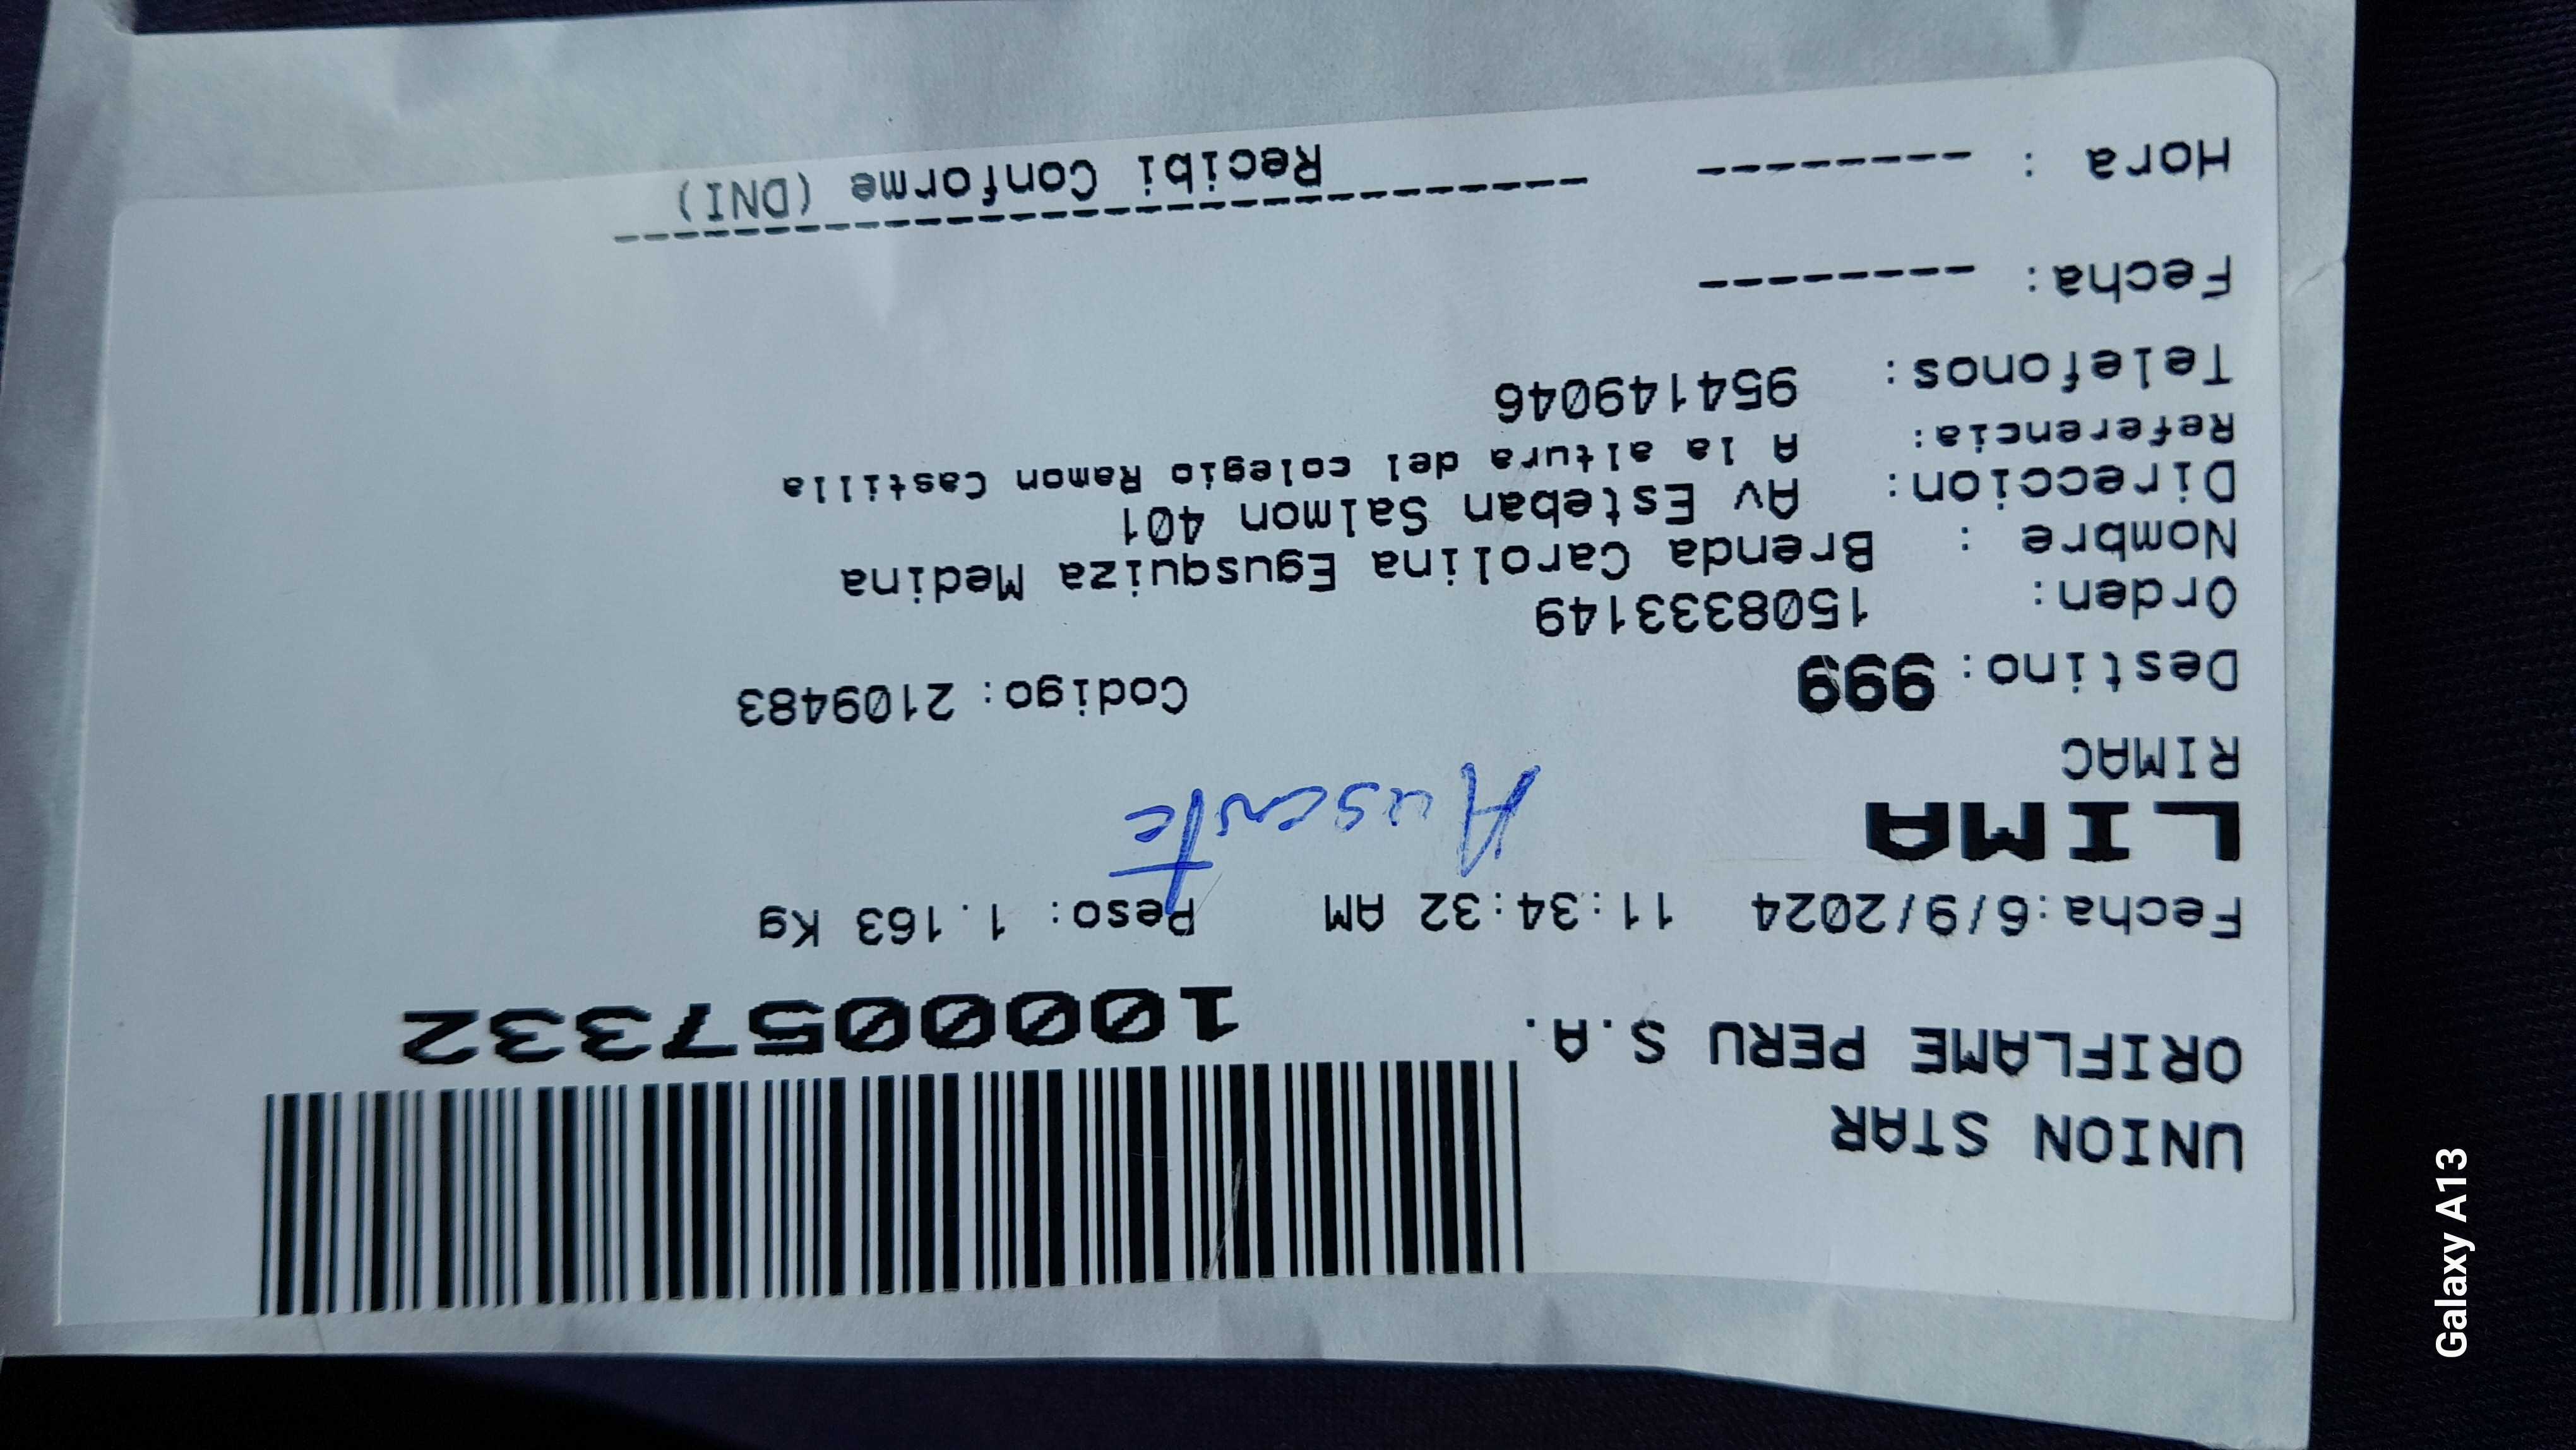 UNION STAR
ORIFLAME PERU S.A.
1000057332
Fecha:6/9/2024 11:34:32 AM Peso: 1.163 Kg
LIMA
Ausente
RIMAC
Destino: 999 Codigo: 2109483
Orden: 1508333149
Nombre : Brenda Carolina Egusquiza Medina
Direccion: Av Esteban Salmon 401
Referencia: A la altura del colegio Ramon Castilla
Telefonos: 954149046
Fecha: ---------
Hora : ---------
Recibi Conforme (DNI)
Galaxy A13